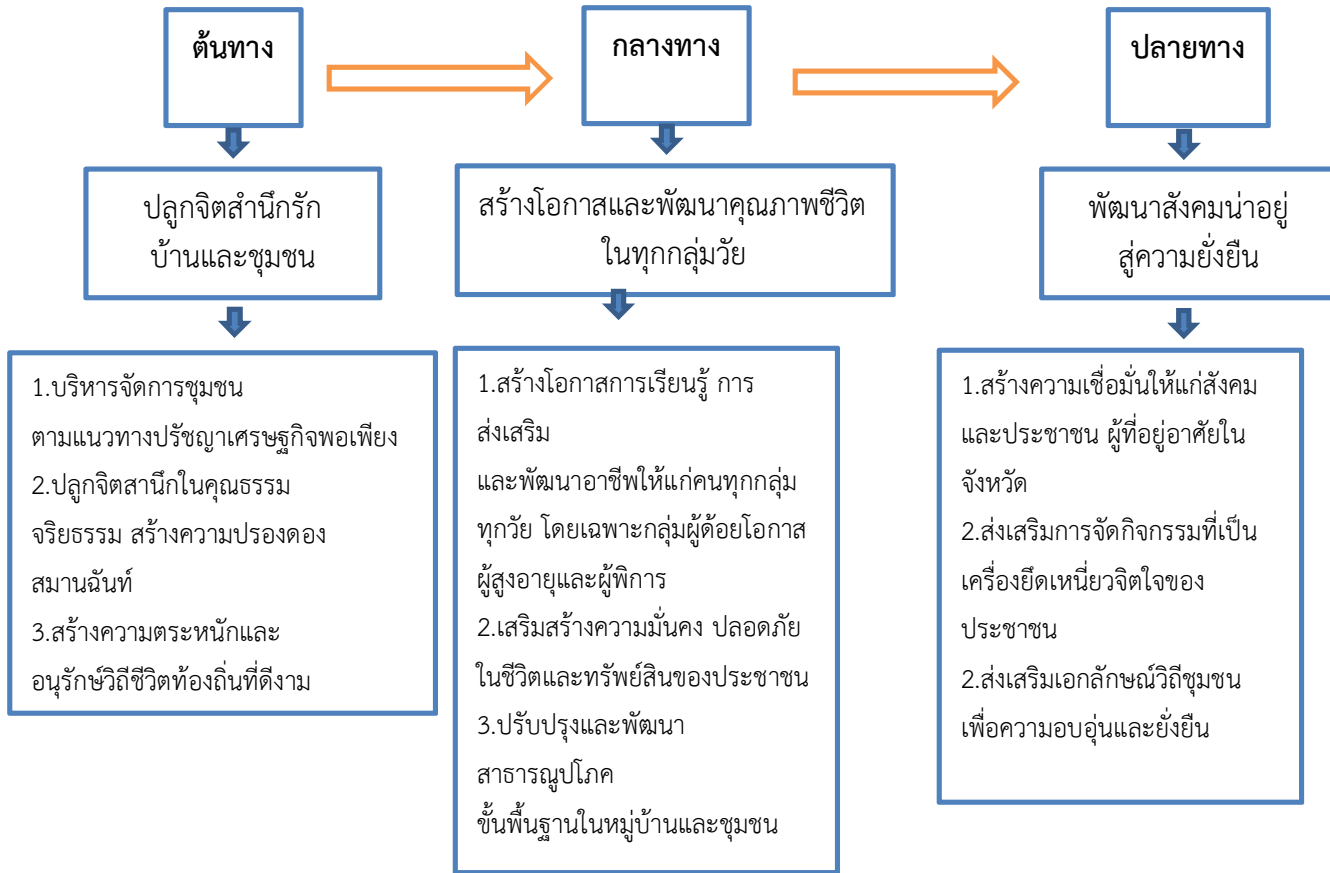 ต้นทาง
กลางทาง
ปลายทาง
ปลูกจิตสำนึกรัก
บ้านและชุมชน
สร้างโอกาสและพัฒนาคุณภาพชีวิต
ในทุกกลุ่มวัย
พัฒนาสังคมน่าอยู่
สู่ความยั่งยืน
1.บริหารจัดการชุมชน
ตามแนวทางปรัชญาเศรษฐกิจพอเพียง
2.ปลูกจิตสานึกในคุณธรรม
จริยธรรม สร้างความปรองดอง
สมานฉันท์
3.สร้างความตระหนักและ
อนุรักษ์วิถีชีวิตท้องถิ่นที่ดีงาม
1.สร้างโอกาสการเรียนรู้ การ
ส่งเสริม
และพัฒนาอาชีพให้แก่คนทุกกลุ่ม
ทุกวัย โดยเฉพาะกลุ่มผู้ด้อยโอกาส
ผู้สูงอายุและผู้พิการ
2.เสริมสร้างความมั่นคง ปลอดภัย
ในชีวิตและทรัพย์สินของประชาชน
3.ปรับปรุงและพัฒนา
สาธารณูปโภค
ขั้นพื้นฐานในหมู่บ้านและชุมชน
1.สร้างความเชื่อมั่นให้แก่สังคม
และประชาชน ผู้ที่อยู่อาศัยใน
จังหวัด
2.ส่งเสริมการจัดกิจกรรมที่เป็น
เครื่องยึดเหนี่ยวจิตใจของ
ประชาชน
2.ส่งเสริมเอกลักษณ์วิถีชุมชน
เพื่อความอบอุ่นและยั่งยืน